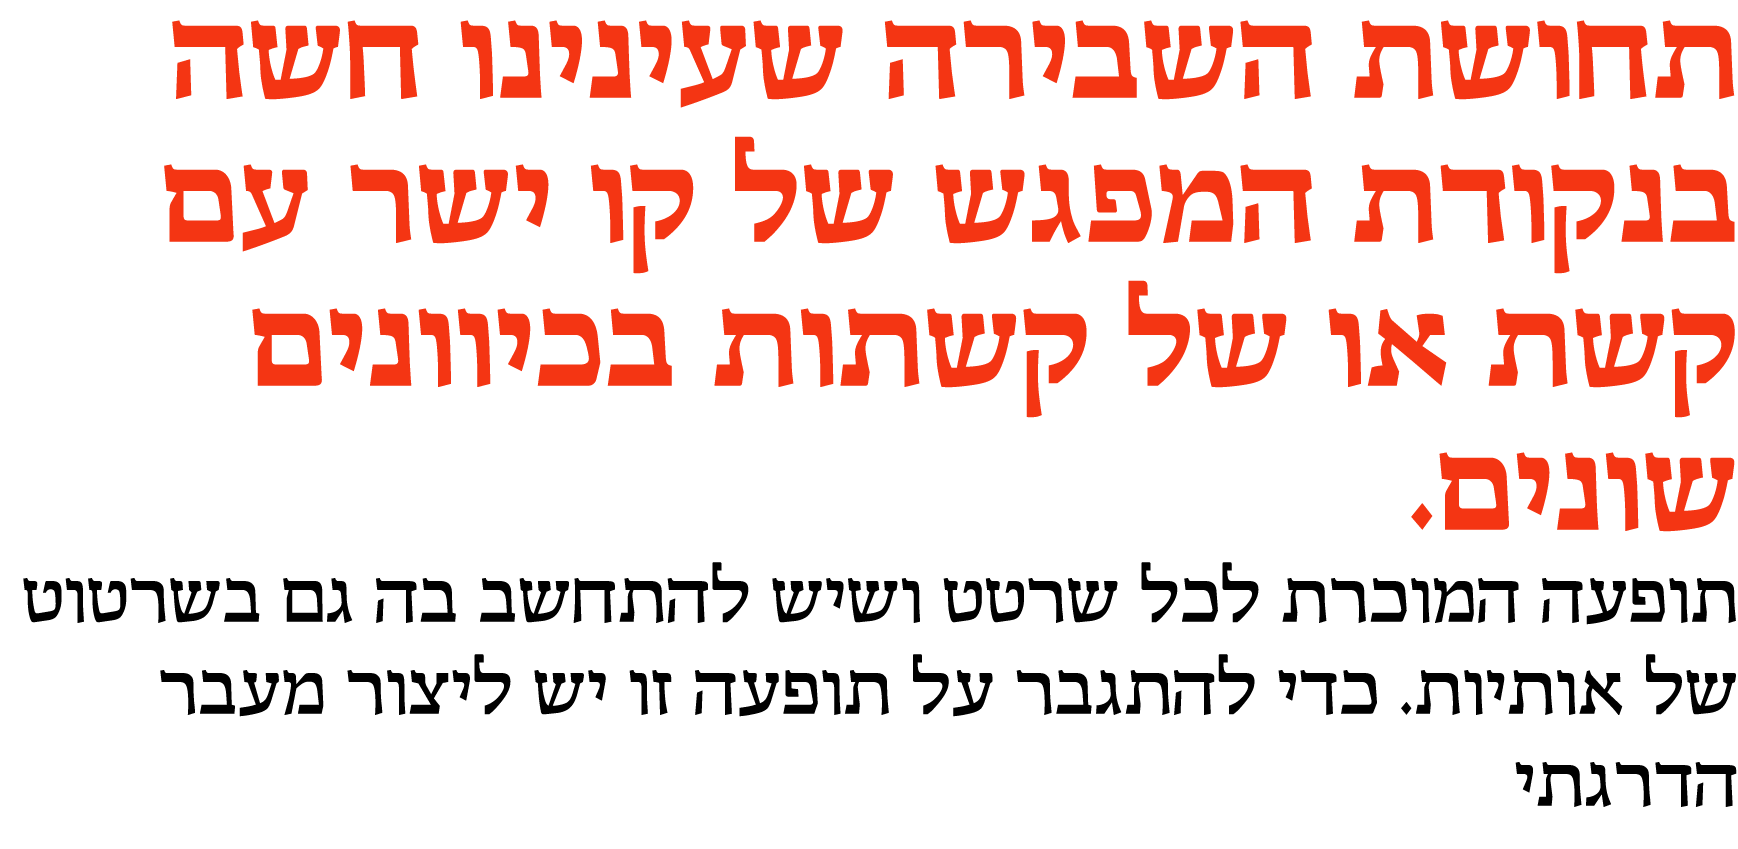 תחושת השבירה שעינינו חשה
בנקודת המפגש של קו ישר עם
קשת או של קשתות בכיוונים
שונים.
תופעה המוכרת לכל שרטט ושיש להתחשב בה גם בשרטוט
של אותיות. כדי להתגבר על תופעה זו יש ליצור מעבר
הדרגתי